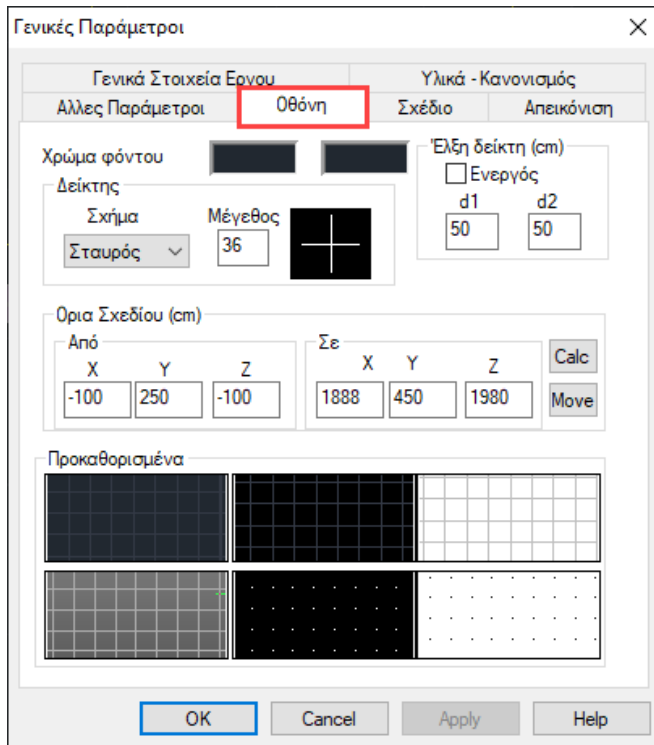 Γενικές Παράμετροι
Γενικά Στοιχεία Εργου
Υλικά - Κανονισμός
Αλλες Παράμετροι
Οθόνη
Σχέδιο
Απεικόνιση
Χρώμα φόντου
Έλξη δείκτη (cm)
Ενεργός
d1 d2
50 50
Δείκτης
Σχήμα Μέγεθος
Σταυρός 36
Ορια Σχεδίου (cm)
Από
X Y Z
-100 250 -100
Σε
X Y Z
1888 450 1980
Calc
Move
Προκαθορισμένα
OK Cancel Apply Help